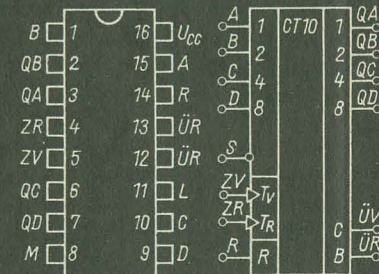 B 1 16 UCC
QB 2 15 A
QA 3 14 R
ZR 4 13 ÜR
ZV 5 12 ÜR
QC 6 11 L
QD 7 10 C
M 8 9 D
A 1 CT10 1 QA
B 2 2 QB
C 4 4 QC
D 8 8 QD
S
ZV TV
ZR TR
C ÜV
R R B ÜR